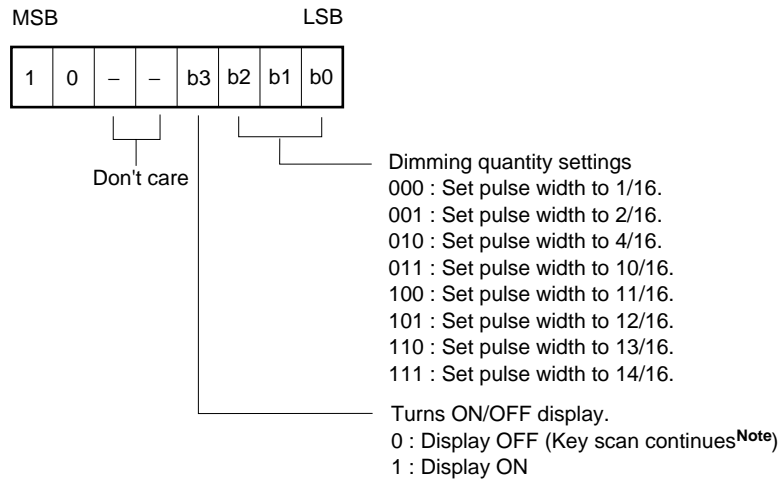 MSB LSB
1 0 – – b3 b2 b1 b0
Don't care
Dimming quantity settings
000 : Set pulse width to 1/16.
001 : Set pulse width to 2/16.
010 : Set pulse width to 4/16.
011 : Set pulse width to 10/16.
100 : Set pulse width to 11/16.
101 : Set pulse width to 12/16.
110 : Set pulse width to 13/16.
111 : Set pulse width to 14/16.
Turns ON/OFF display.
0 : Display OFF (Key scan continuesNote)
1 : Display ON